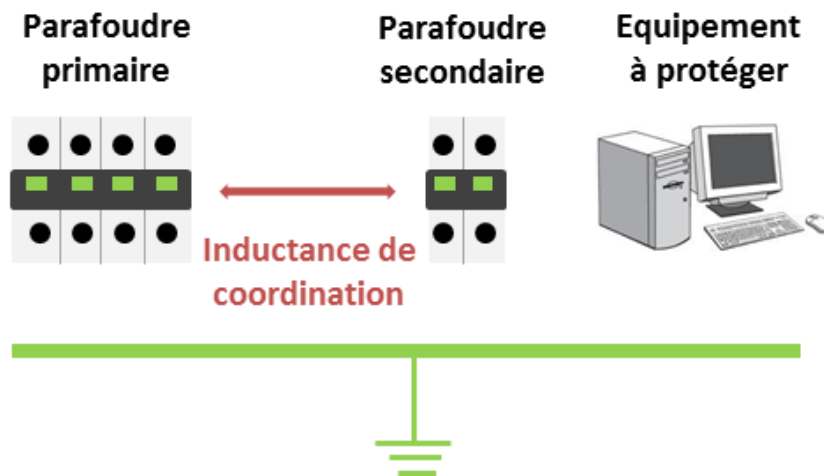 Parafoudre
primaire
Parafoudre
secondaire
Equipement
à protéger
Inductance de
coordination